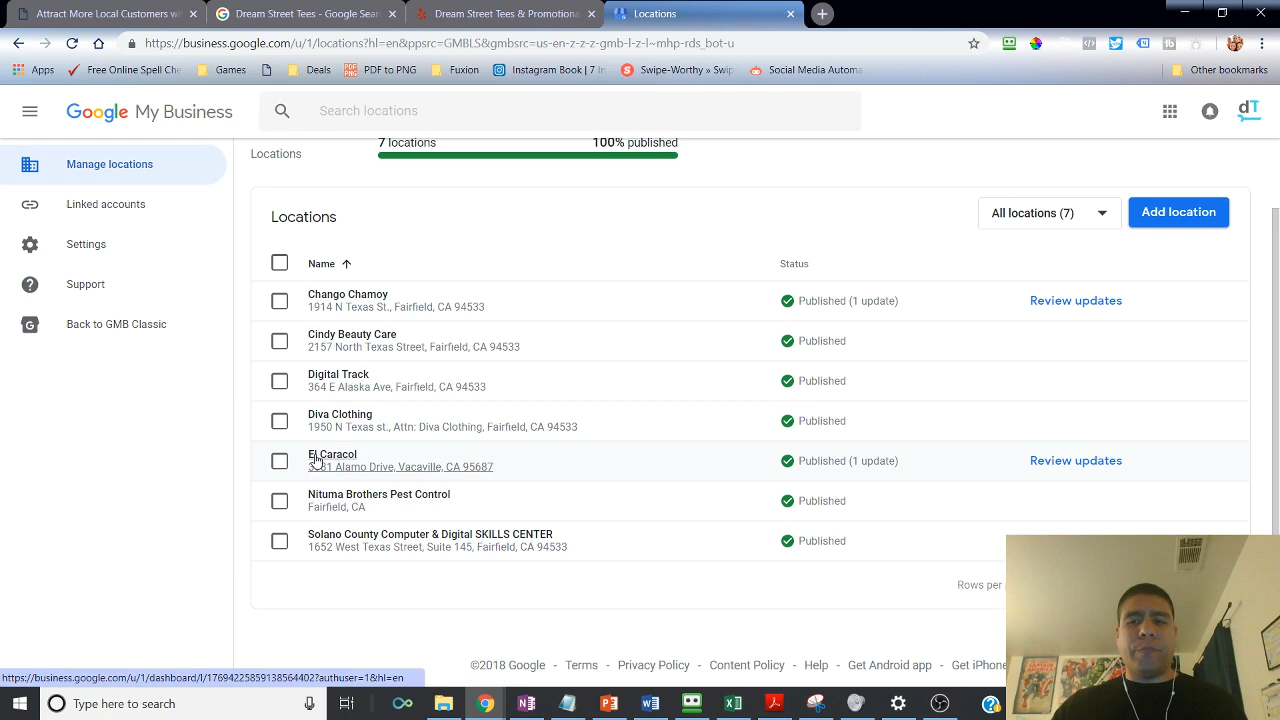 Attract More Local Customers wi
Dream Street Tees - Google Sear
Dream Street Tees & Promotiona
Locations
https://business.google.com/u/1/locations?hl=en&ppsrc=GMBLS&gmbsrc=us-en-z-z-z-gmb-l-z-l~mhp-rds_bot-u
Apps
Free Online Spell Che
Games
Deals
PDF to PNG
Fuxion
Instagram Book | 7 In
Swipe-Worthy » Swip
Social Media Automa
Other bookmarks
Google My Business
Search locations
dT
Manage locations
Linked accounts
Settings
Support
Back to GMB Classic
Locations
7 locations
100% published
Locations
All locations (7)
Add location
Name
Status
Chango Chamoy
1914 N Texas St., Fairfield, CA 94533
Published (1 update)
Review updates
Cindy Beauty Care
2157 North Texas Street, Fairfield, CA 94533
Published
Digital Track
364 E Alaska Ave, Fairfield, CA 94533
Published
Diva Clothing
1950 N Texas st., Attn: Diva Clothing, Fairfield, CA 94533
Published
El Caracol
Alamo Drive, Vacaville, CA 95687
Published (1 update)
Review updates
Nituma Brothers Pest Control
Fairfield, CA
Published
Solano County Computer & Digital SKILLS CENTER
1652 West Texas Street, Suite 145, Fairfield, CA 94533
Published
Rows per
©2018 Google - Terms - Privacy Policy - Content Policy - Help - Get Android app - Get iPhone
https://business.google.com/u/1/dashboard/l/17694225859138564402?authuser=1&hl=en
Type here to search